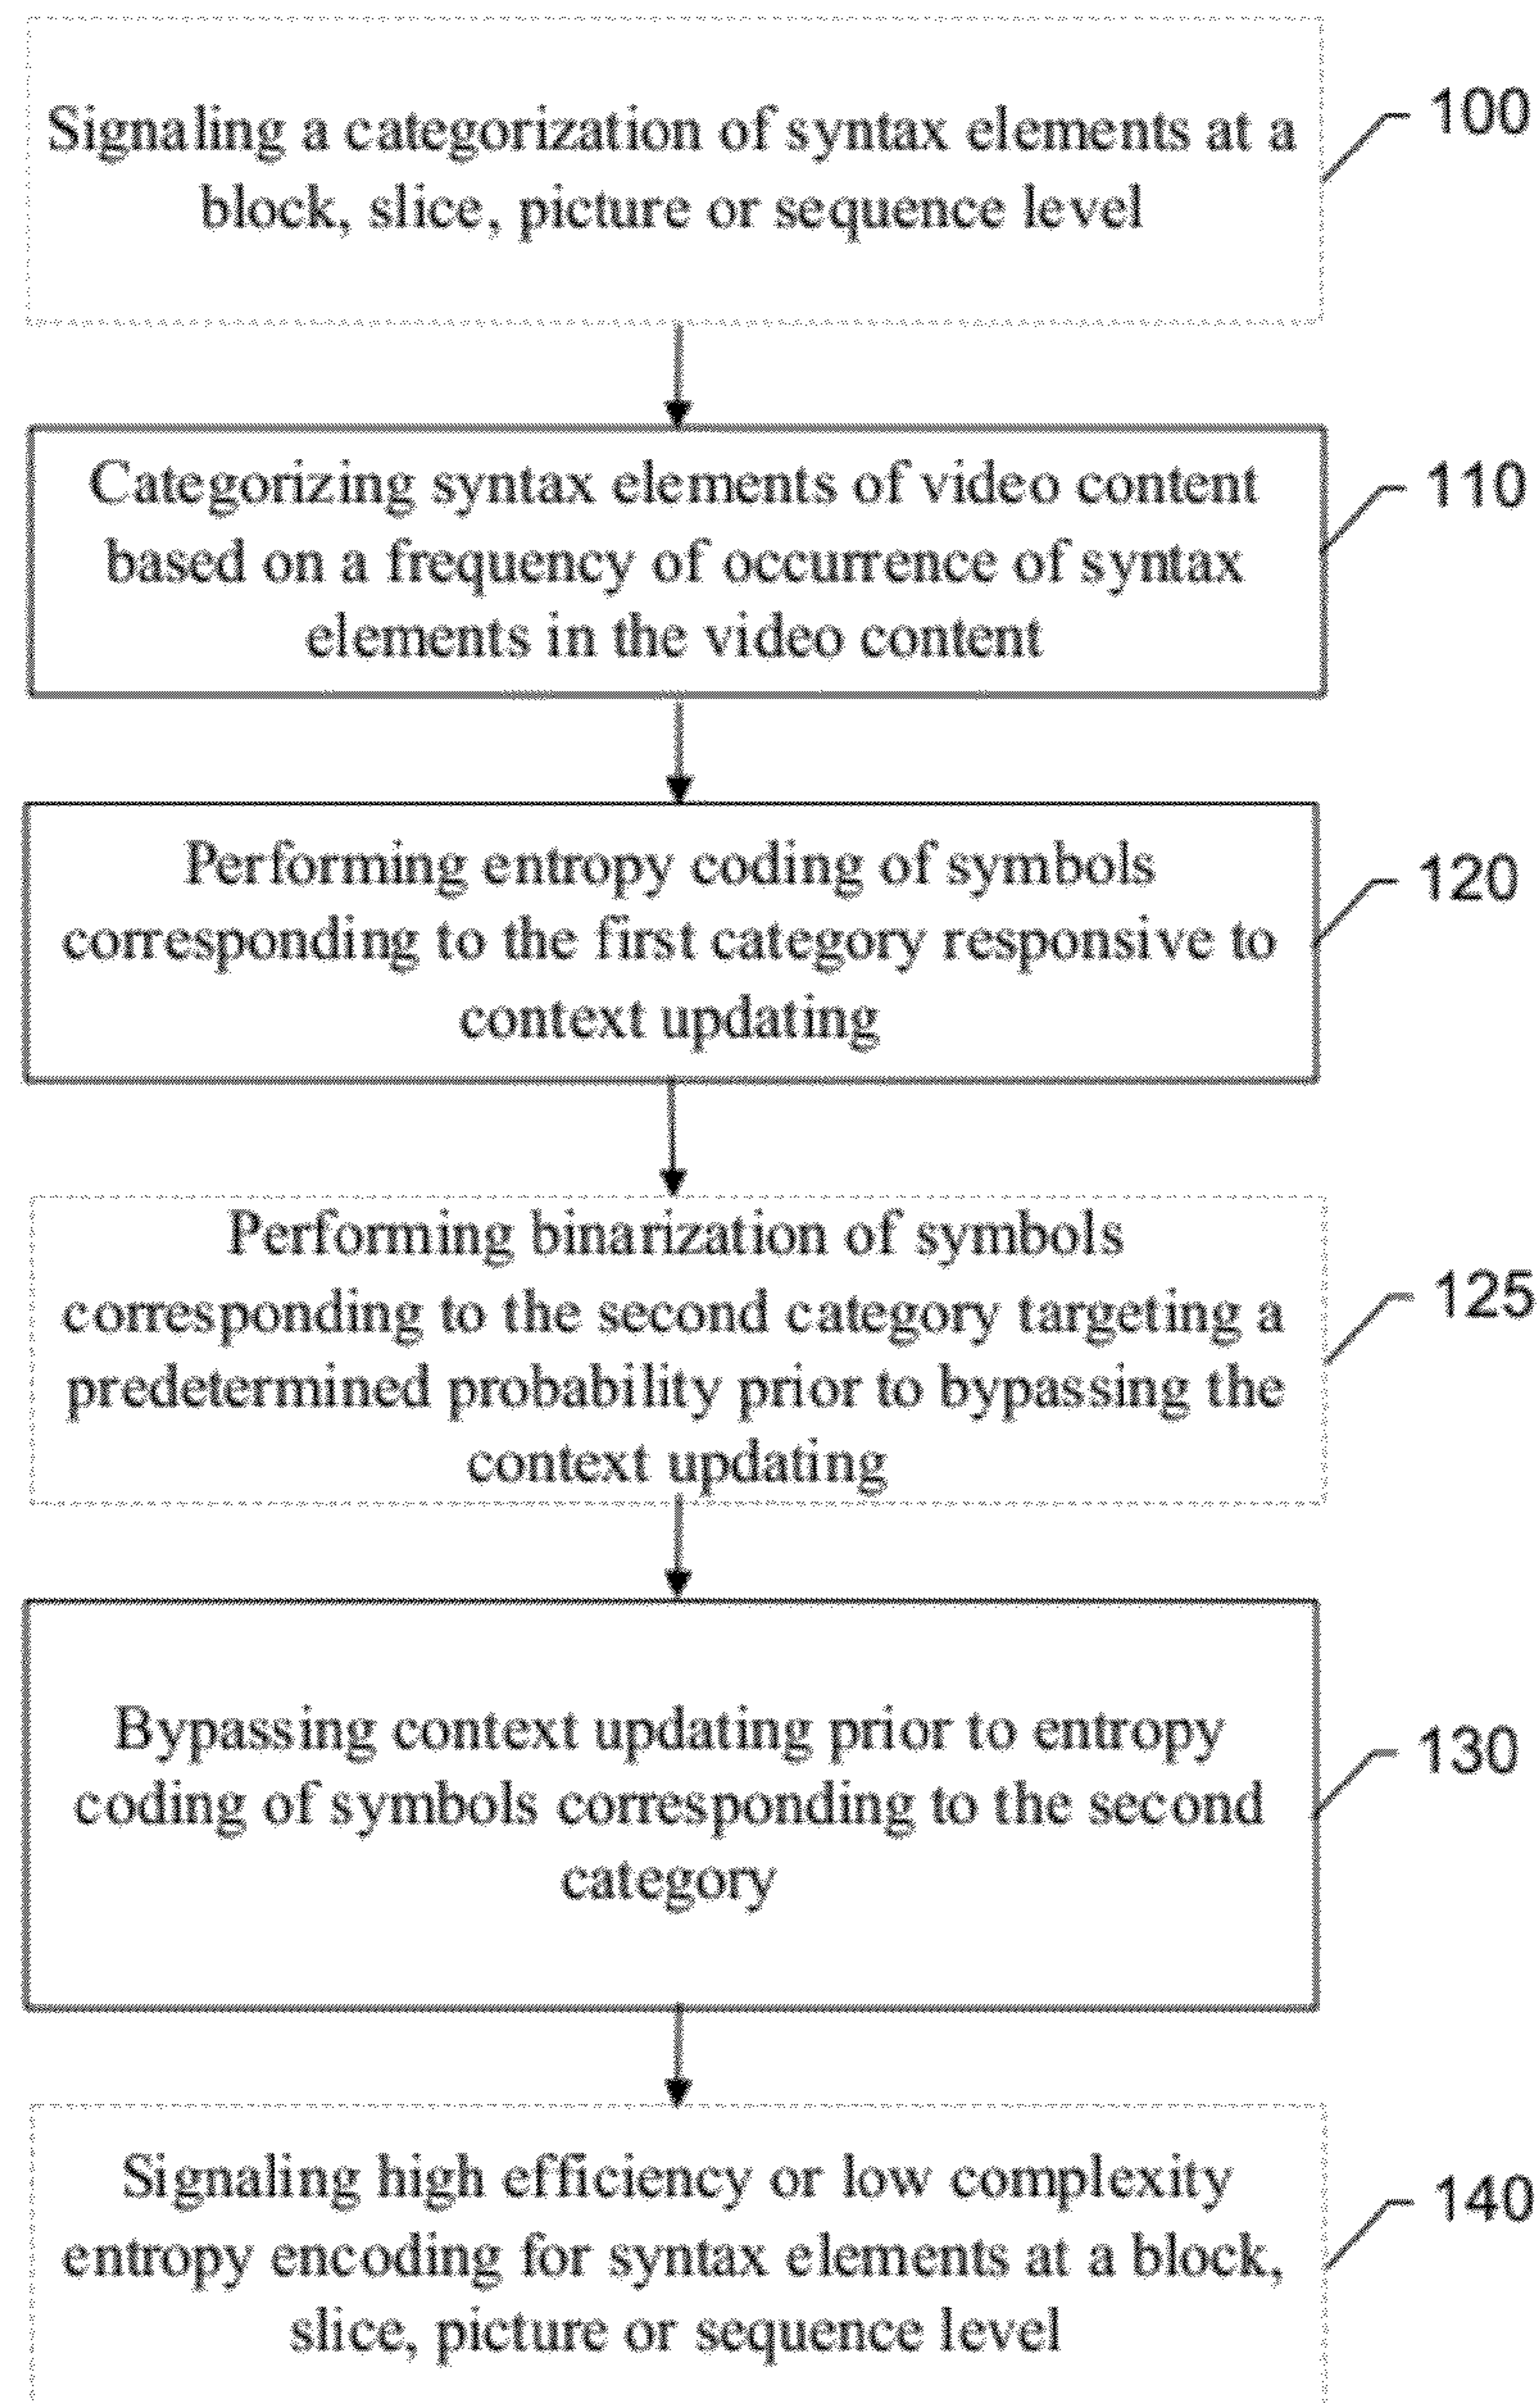 Signaling a categorization of syntax elements at a
block, slice, picture or sequence level
100
Categorizing syntax elements of video content
based on a frequency of occurrence of syntax
elements in the video content
110
Performing entropy coding of symbols
corresponding to the first category responsive to
context updating
120
Performing binarization of symbols
corresponding to the second category targeting a
predetermined probability prior to bypassing the
context updating
125
Bypassing context updating prior to entropy
coding of symbols corresponding to the second
category
130
Signaling high efficiency or low complexity
entropy encoding for syntax elements at a block,
slice, picture or sequence level
140